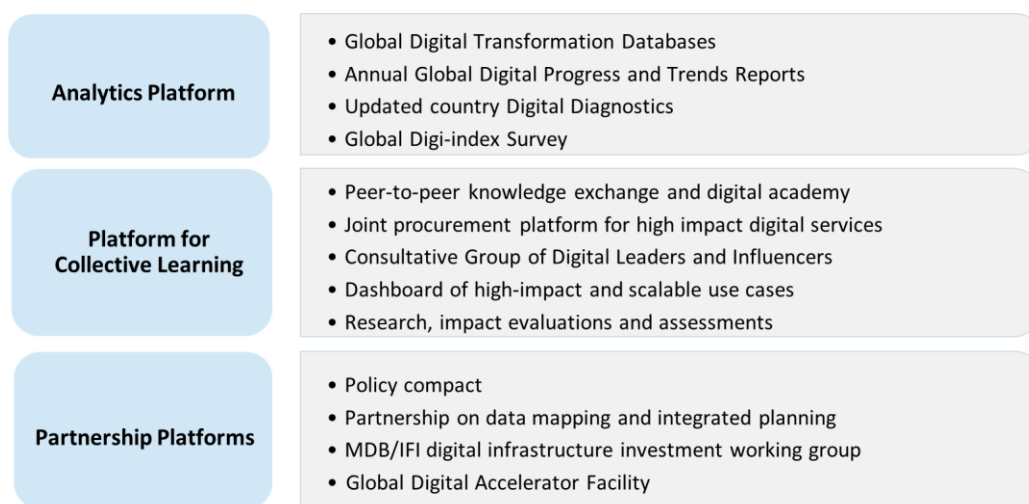 Analytics Platform
• Global Digital Transformation Databases
• Annual Global Digital Progress and Trends Reports
• Updated country Digital Diagnostics
• Global Digi-index Survey
Platform for
Collective Learning
• Peer-to-peer knowledge exchange and digital academy
• Joint procurement platform for high impact digital services
• Consultative Group of Digital Leaders and Influencers
• Dashboard of high-impact and scalable use cases
• Research, impact evaluations and assessments
Partnership Platforms
• Policy compact
• Partnership on data mapping and integrated planning
• MDB/IFI digital infrastructure investment working group
• Global Digital Accelerator Facility